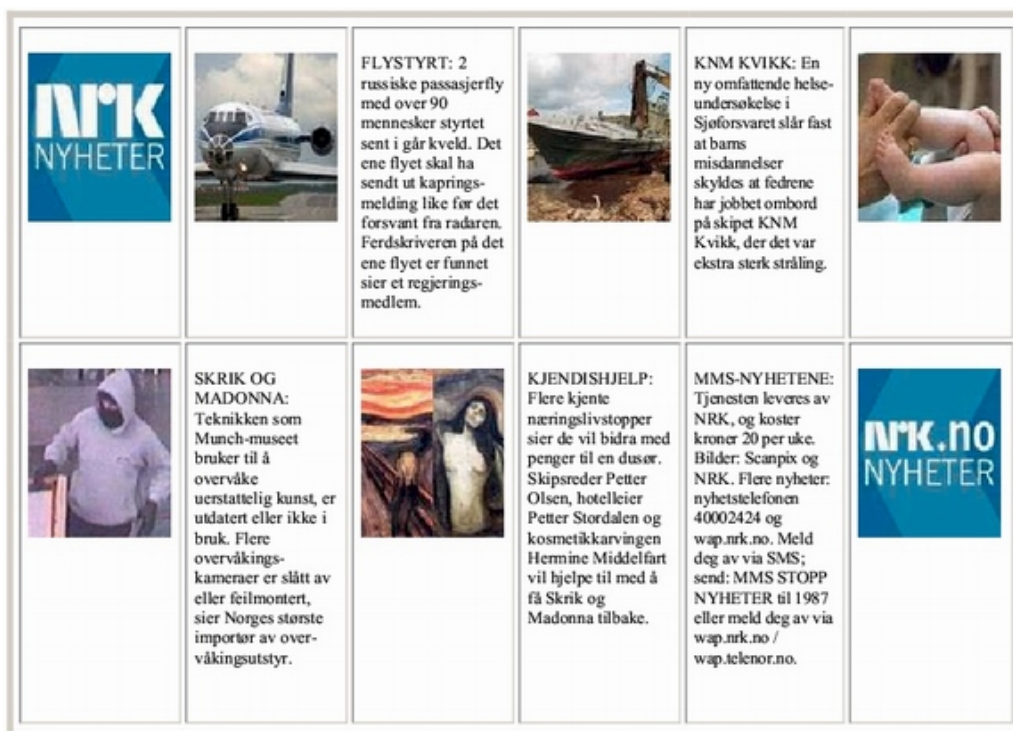 nrk
NYHETER
FLYSTYRT: 2
russiske passasjerfly
med over 90
mennesker styrtet
sent i går kveld. Det
ene flyet skal ha
sendt ut kaprings-
melding like før det
forsvant fra radaren.
Ferdskriveren på det
ene flyet er funnet
sier et regjerings-
medlem.
KNM KVIKK: En
ny omfattende helse-
undersøkelse i
Sjøforsvaret slår fast
at barns
misdannelser
skyldes at fedrene
har jobbet ombord
på skipet KNM
Kvikk, der det var
ekstra sterk stråling.
SKRIK OG
MADONNA:
Teknikken som
Munch-museet
bruker til å
overvåke
uerstattelig kunst, er
utdatert eller ikke i
bruk. Flere
overvåkings-
kameraer er slått av
eller feilmontert,
sier Norges største
importør av over-
våkingsutstyr.
KJENDISHJELP:
Flere kjente
næringslivstopper
sier de vil bidra med
penger til en dusør.
Skipsreder Petter
Olsen, hotelleier
Petter Stordalen og
kosmetikkarvingen
Hermine Middelfart
vil hjelpe til med å
få Skrik og
Madonna tilbake.
MMS-NYHETENE:
Tjenesten leveres av
NRK, og koster
kroner 20 per uke.
Bilder: Scanpix og
NRK. Flere nyheter:
nyhetstelefonen
40002424 og
wap.nrk.no. Meld
deg av via SMS;
send: MMS STOPP
NYHETER til 1987
eller meld deg av via
wap.nrk.no /
wap.telenor.no.
nrk.no
NYHETER